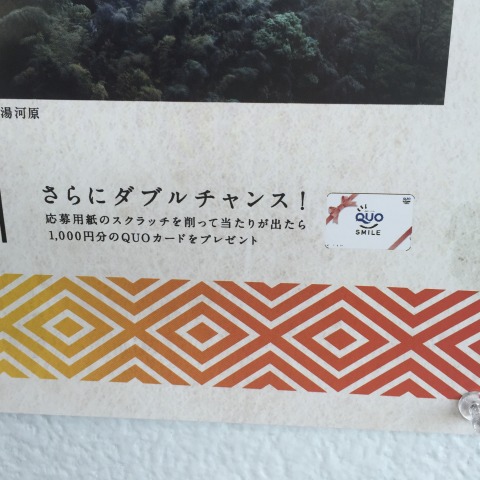 湯河原
さらにダブルチャンス!
応募用紙のスクラッチを削って当たりが出たら
1,000円分のQUOカードをプレゼント
QUO
SMILE